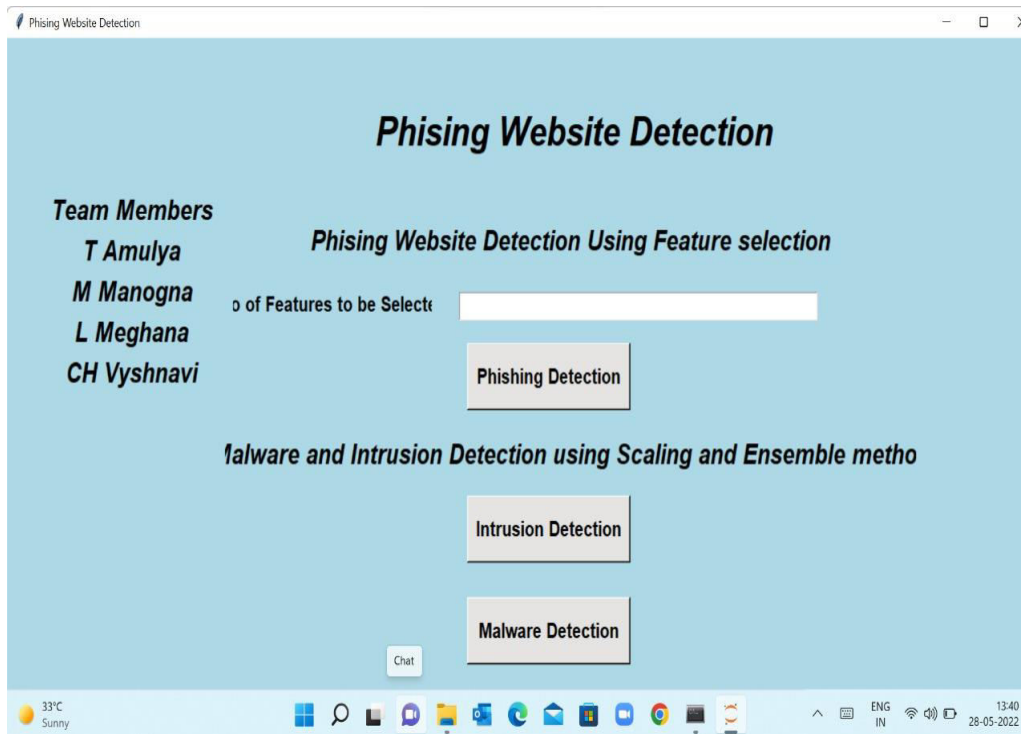 Phising Website Detection
Phising Website Detection
Team Members
T Amulya
M Manogna
L Meghana
CH Vyshnavi
Phising Website Detection Using Feature selection
o of Features to be Selecte
Phishing Detection
Malware and Intrusion Detection using Scaling and Ensemble metho
Intrusion Detection
Malware Detection
Chat
33°C
Sunny
ENG
IN
13:40
28-05-2022